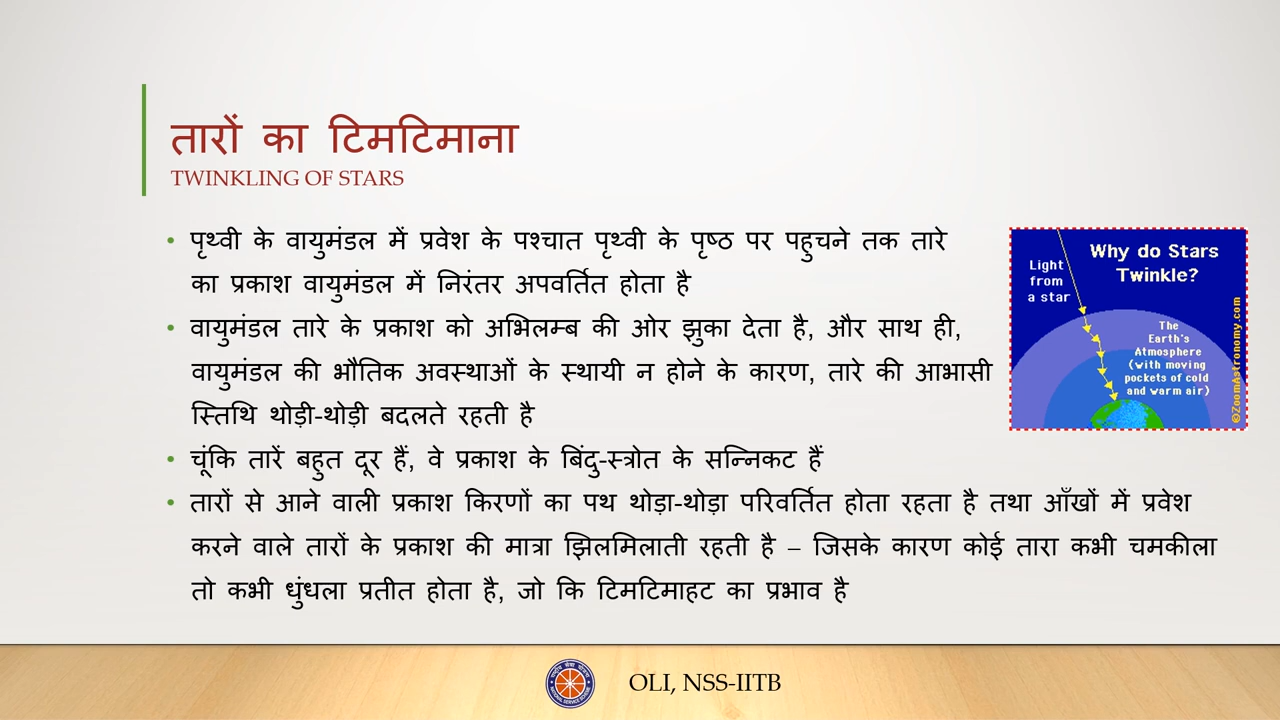 तारों का टिमटिमाना
TWINKLING OF STARS
• पृथ्वी के वायुमंडल में प्रवेश के पश्चात पृथ्वी के पृष्ठ पर पहुचने तक तारे
का प्रकाश वायुमंडल में निरंतर अपवर्तित होता है
• वायुमंडल तारे के प्रकाश को अभिलम्ब की ओर झुका देता है, और साथ ही,
वायुमंडल की भौतिक अवस्थाओं के स्थायी न होने के कारण, तारे की आभासी
स्तिथि थोड़ी-थोड़ी बदलते रहती है
• चूंकि तारें बहुत दूर हैं, वे प्रकाश के बिंदु-स्त्रोत के सन्निकट हैं
• तारों से आने वाली प्रकाश किरणों का पथ थोड़ा-थोड़ा परिवर्तित होता रहता है तथा आँखों में प्रवेश
करने वाले तारों के प्रकाश की मात्रा झिलमिलाती रहती है – जिसके कारण कोई तारा कभी चमकीला
तो कभी धुंधला प्रतीत होता है, जो कि टिमटिमाहट का प्रभाव है
Why do Stars
Twinkle?
Light
from
a star
The
Earth's
Atmosphere
(with moving
pockets of cold
and warm air)
©ZoomAstronomy.com
OLI, NSS-IITB